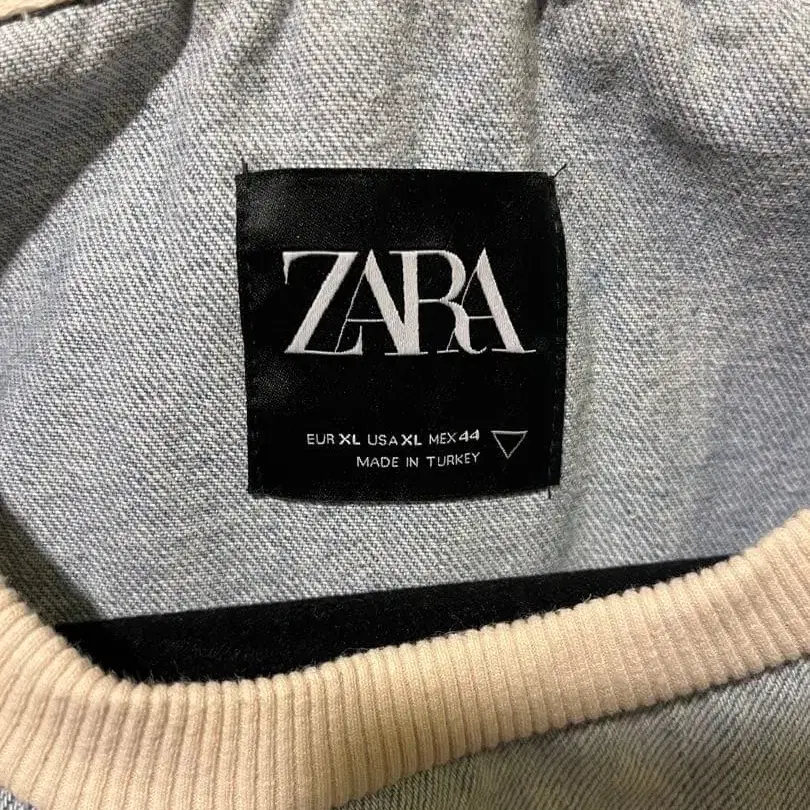 ZARA
EUR XL USA XL MEX 44
MADE IN TURKEY